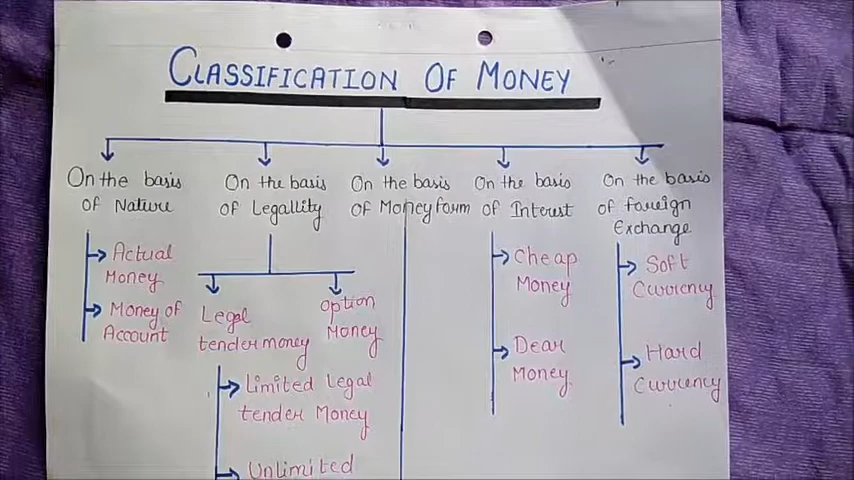 CLASSIFICATION OF MONEY
On the basis
of Nature
Actual
Money
Money of
Account
On the basis
of Legallity
Legal
tender money
Limited Legal
tender Money
Unlimited
option
Money
On the basis
of Money form
On the basis
of Interest
Cheap
Money
Dear
Money
On the basis
of foreign
Exchange
Soft
Currency
Hard
Currency